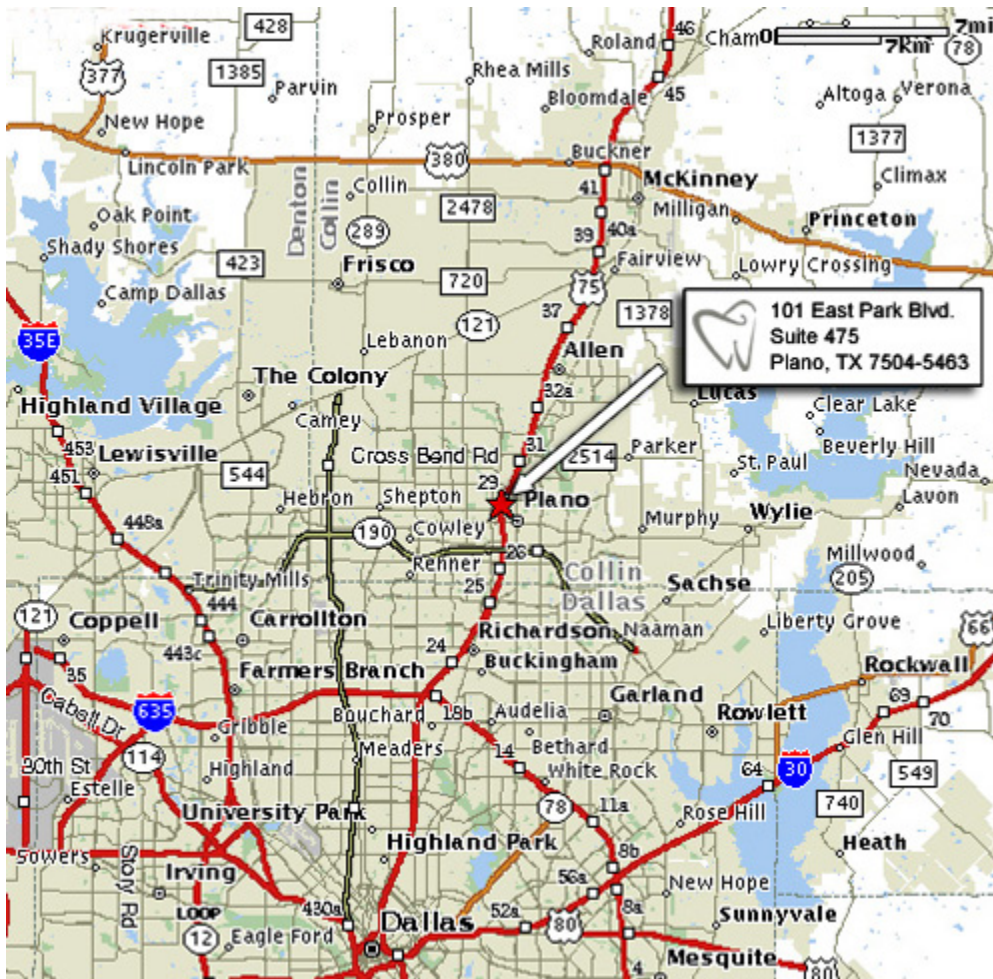 Krugerville
428
Roland
46
Cham
0
7mi
7km
78
377
1385
Parvin
Rhea Mills
45
Bloomdale
Altoga
Verona
New Hope
Prosper
1377
Lincoln Park
380
Buckner
Climax
Collin
41
McKinney
Oak Point
Denton
Collin
2478
Milligan
Princeton
289
40a
39
Shady Shores
423
Frisco
720
Fairview
Lowry Crossing
Camp Dallas
75
121
37
1378
101 East Park Blvd.
Suite 475
Plano, TX 7504-5463
35E
Lebanon
Allen
The Colony
32a
Lucas
Highland Village
Camey
Clear Lake
453
Lewisville
Cross Bend Rd
31
Parker
Beverly Hill
451
544
29
2514
St. Paul
Nevada
Hebron
Shepton
Plano
Lavon
448a
190
Cowley
Murphy
Wylie
26
Millwood
Renner
Collin
205
Trinity Mills
25
Dallas
Sachse
121
444
Coppell
Carrollton
Richardson
Naaman
Liberty Grove
66
443c
24
35
Farmers Branch
Buckingham
Rockwall
69
Cabell Dr
635
Garland
Gribble
Bouchard
18b
Audelia
Rowlett
70
Meaders
14
Bethard
Glen Hill
30th St
114
Highland
White Rock
64
30
549
Estelle
University Park
78
11a
Rose Hill
740
Highland Park
Heath
Sowers
8b
Story Rd
Irving
56a
New Hope
LOOP
430a
Dallas
52a
8a
Sunnyvale
12
Eagle Ford
80
Mesquite
4
80